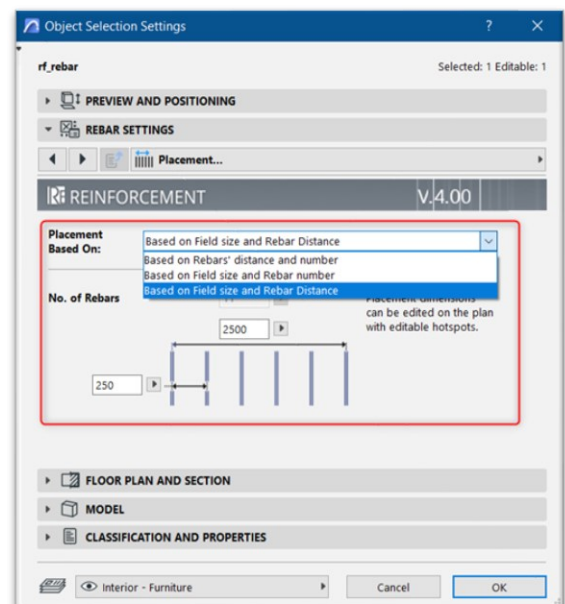 Object Selection Settings
?
rf_rebar
Selected: 1 Editable: 1
PREVIEW AND POSITIONING
REBAR SETTINGS
Placement...
REINFORCEMENT
V.4.00
Placement
Based On:
Based on Field size and Rebar Distance
Based on Rebars' distance and number
Based on Field size and Rebar number
Based on Field size and Rebar Distance
No. of Rebars
Placement dimensions
can be edited on the plan
with editable hotspots.
2500
250
FLOOR PLAN AND SECTION
MODEL
CLASSIFICATION AND PROPERTIES
Interior - Furniture
Cancel
OK